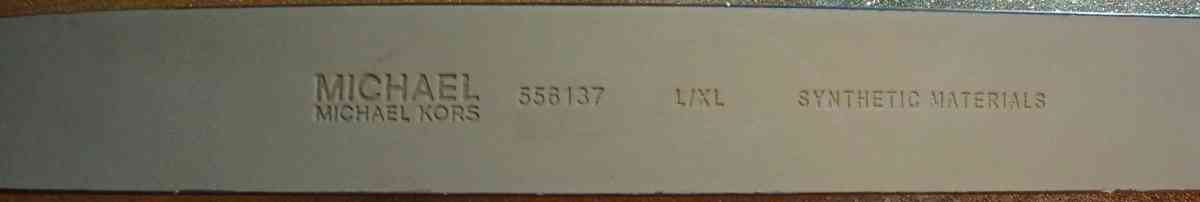 MICHAEL
MICHAEL KORS
556137
L/XL
SYNTHETIC MATERIALS